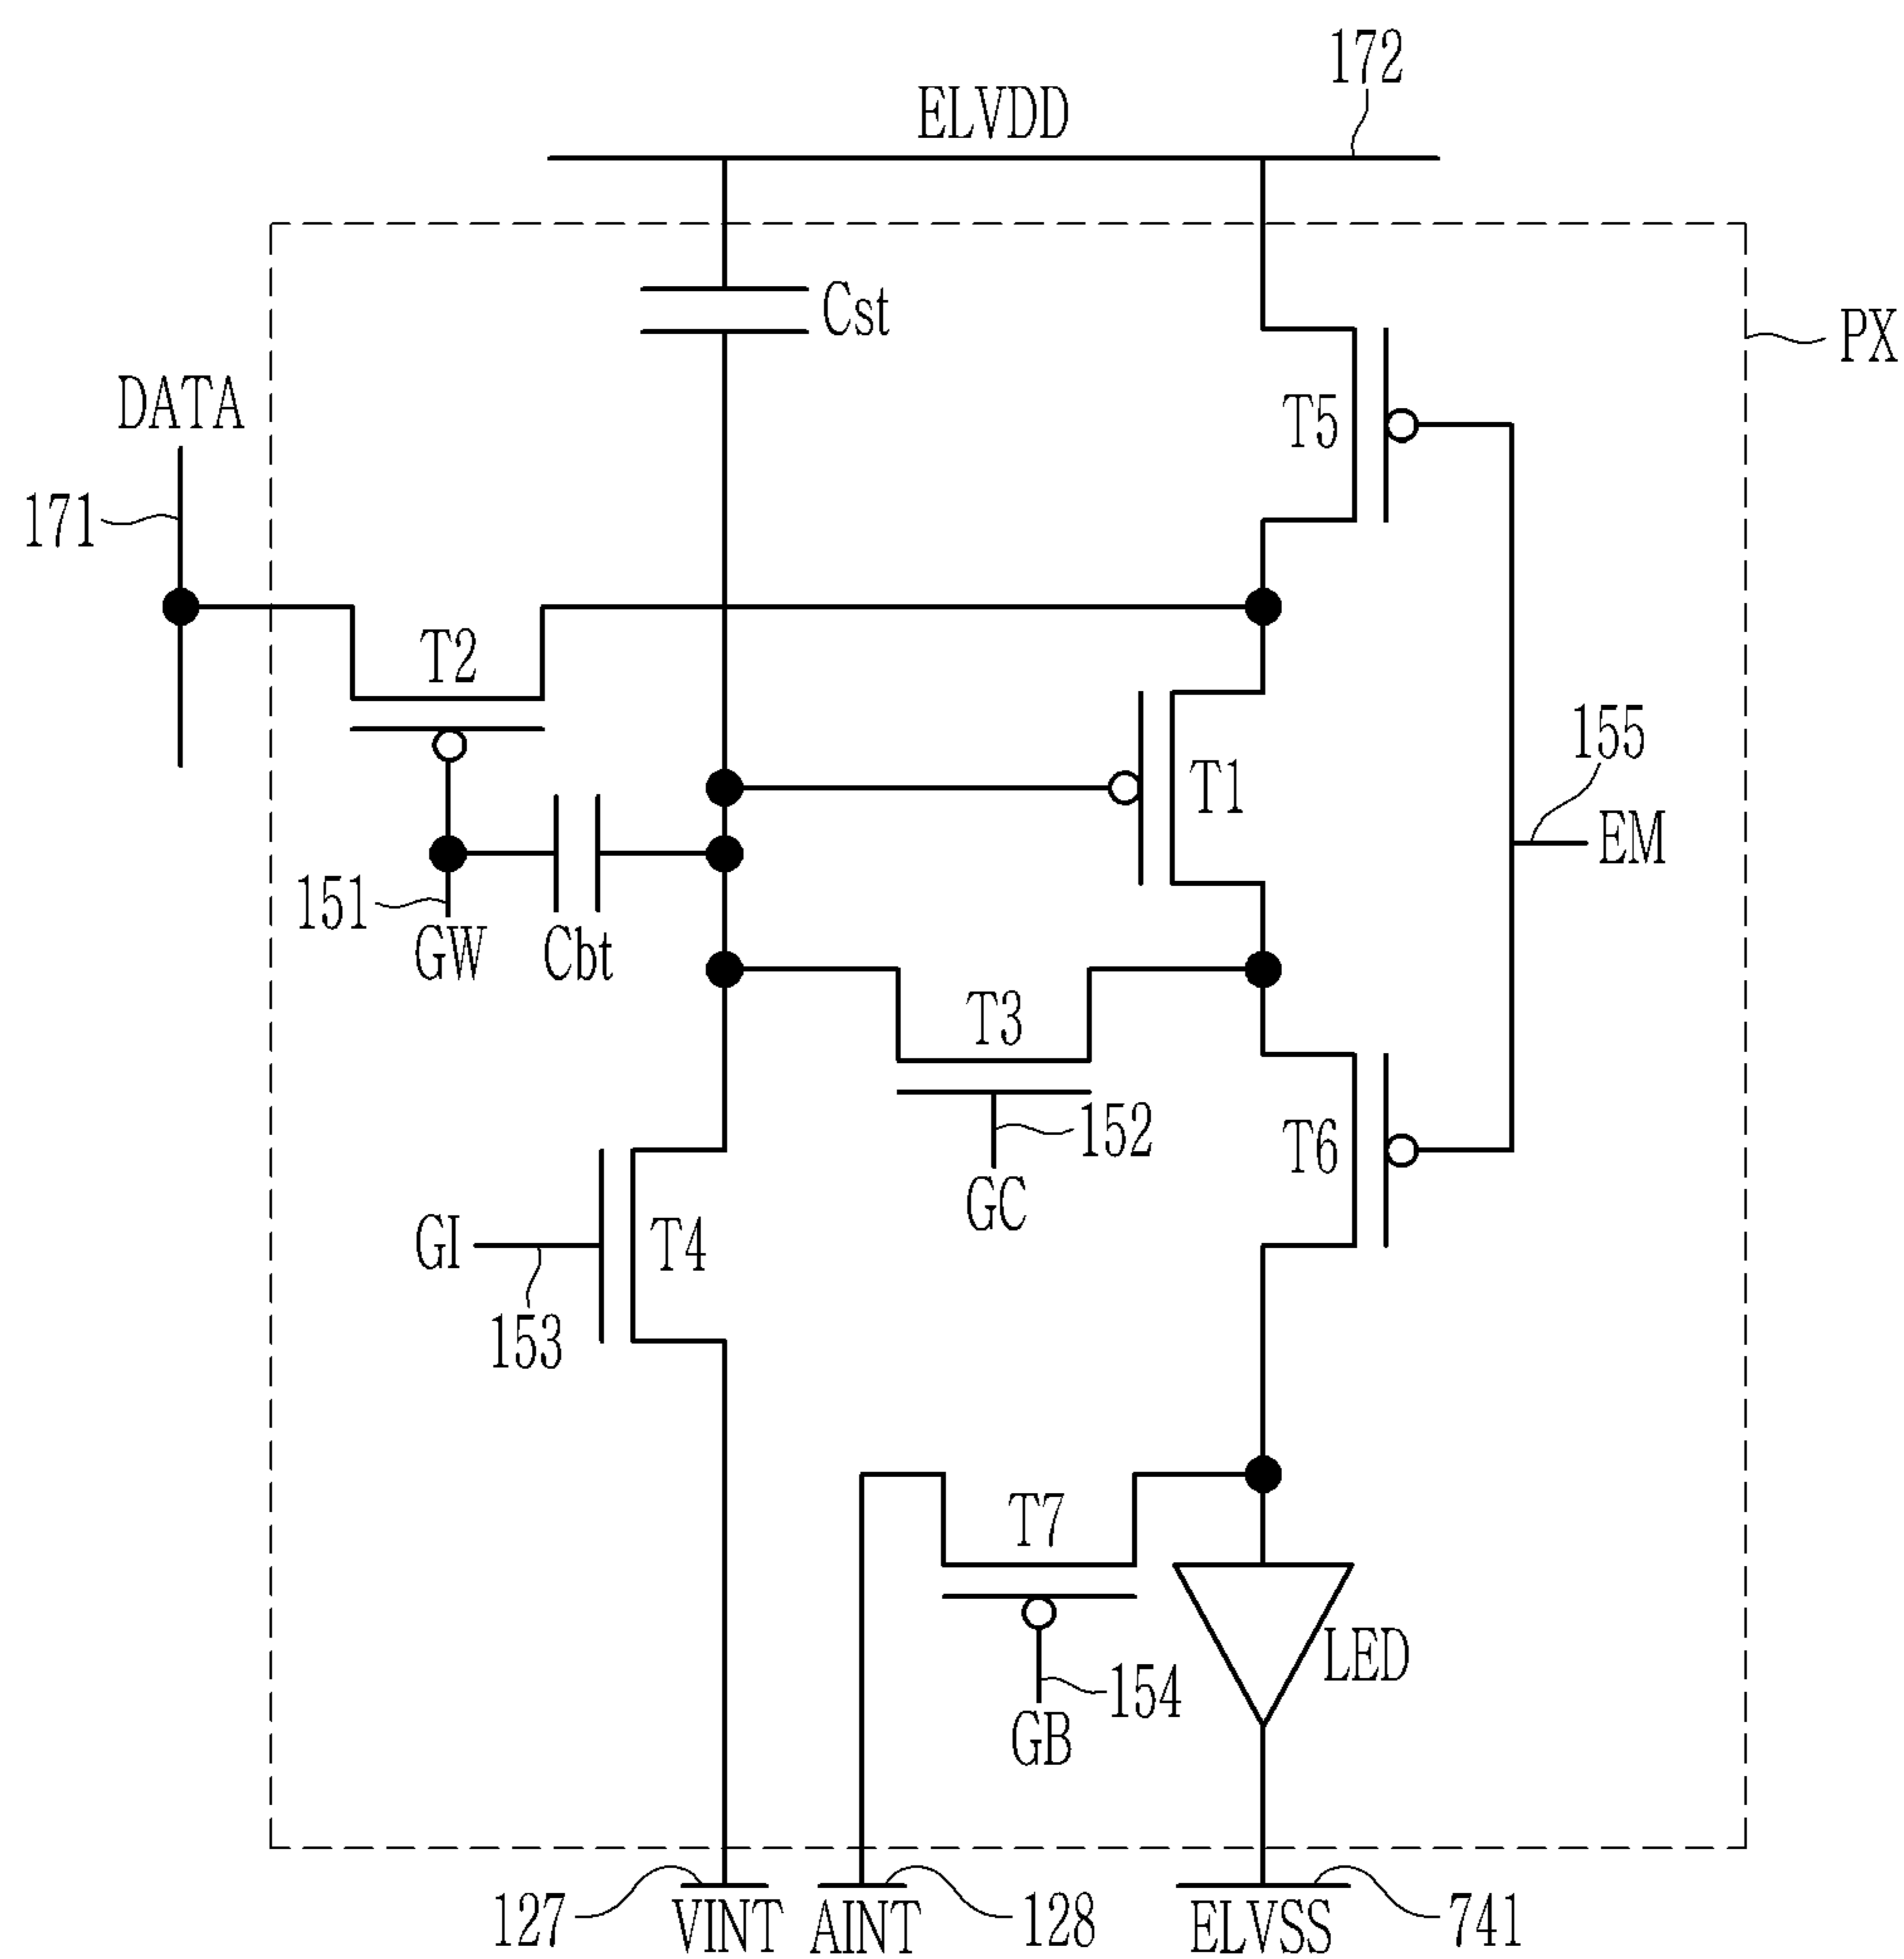 172
ELVDD
Cst
PX
DATA
T5
171
T2
155
T1
EM
151
GW
Cbt
T3
152
T6
GC
GI
T4
153
T7
LED
154
GB
127
VINT
AINT
128
ELVSS
741